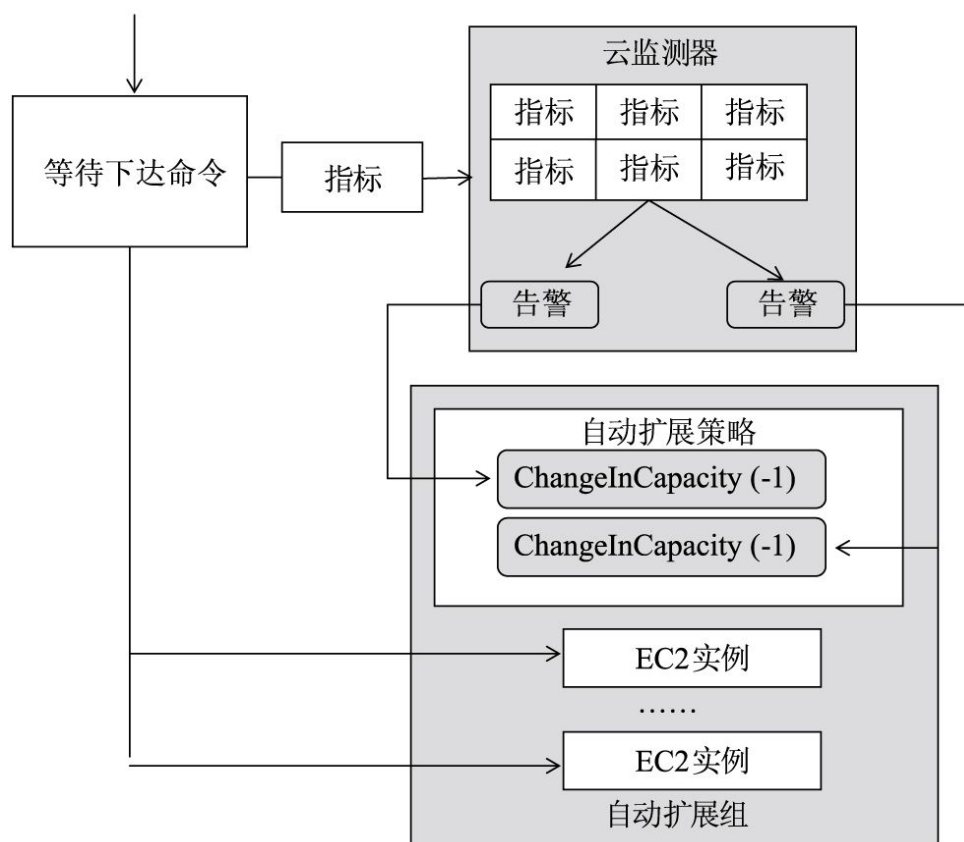 云监测器
指标 指标 指标
指标 指标 指标
等待下达命令
指标
告警 告警
自动扩展策略
ChangeInCapacity (-1)
ChangeInCapacity (-1)
EC2实例
……
EC2实例
自动扩展组